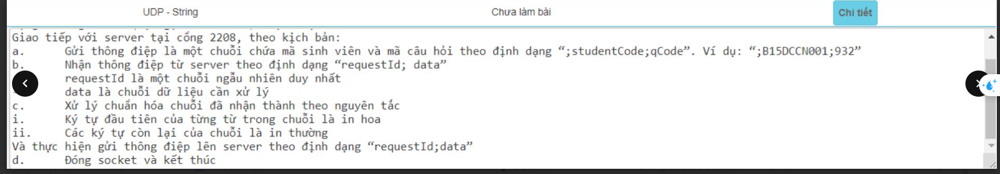 UDP - String Chưa làm bài Chi tiết
Giao tiếp với server tại cổng 2208, theo kịch bản:
a. Gửi thông điệp là một chuỗi chứa mã sinh viên và mã câu hỏi theo định dạng “;studentCode;qCode”. Ví dụ: “;B15DCCN001;932”
b. Nhận thông điệp từ server theo định dạng “requestId; data”
requestId là một chuỗi ngẫu nhiên duy nhất
data là chuỗi dữ liệu cần xử lý
c. Xử lý chuẩn hóa chuỗi đã nhận thành theo nguyên tắc
i. Ký tự đầu tiên của từng từ trong chuỗi là in hoa
ii. Các ký tự còn lại của chuỗi là in thường
Và thực hiện gửi thông điệp lên server theo định dạng “requestId;data”
d. Đóng socket và kết thúc